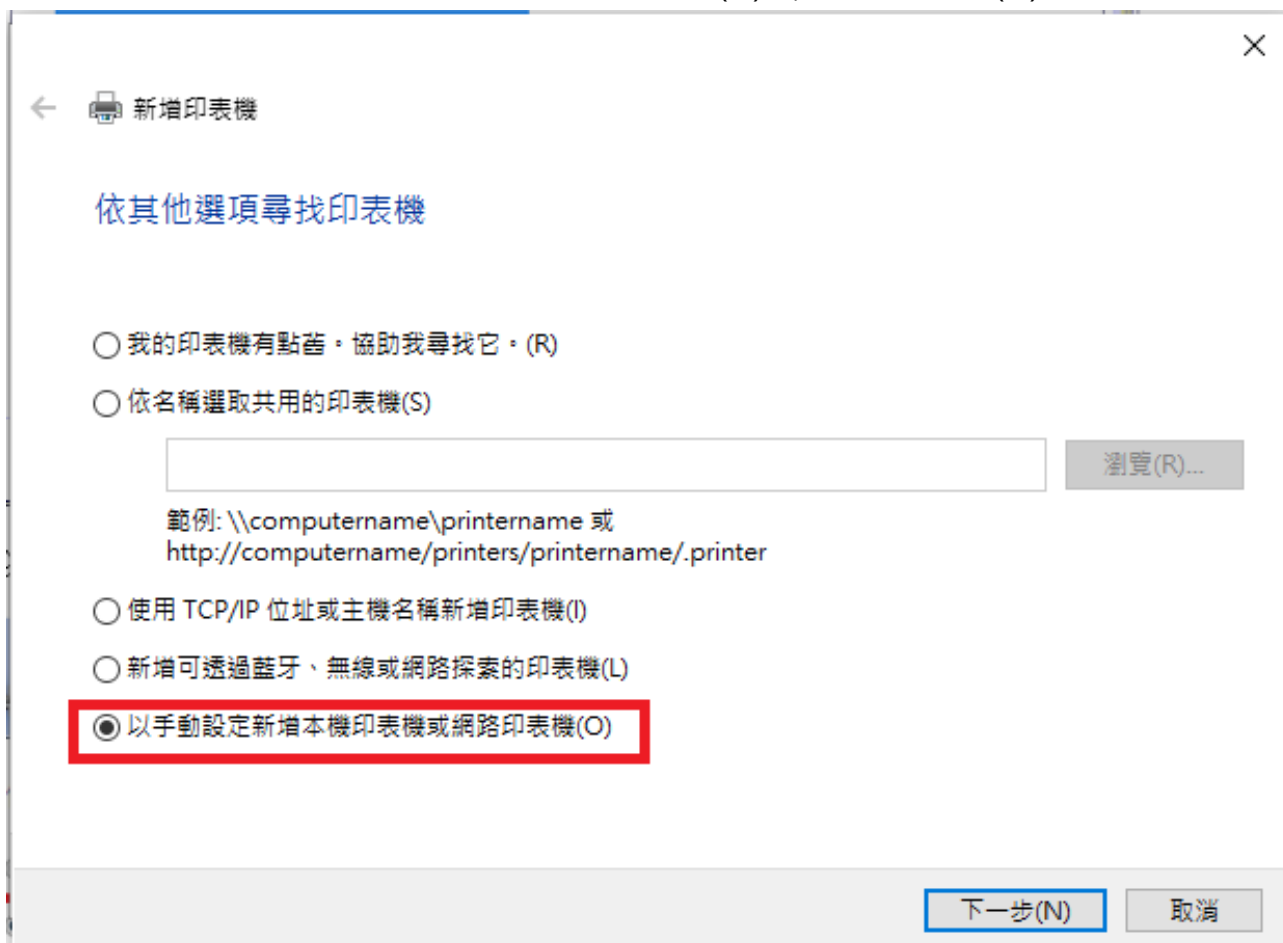 新增印表機
依其他選項尋找印表機
我的印表機有點舊。協助我尋找它。(R)
依名稱選取共用的印表機(S)
瀏覽(R)...
範例: \\computername\printername 或
http://computername/printers/printername/.printer
使用 TCP/IP 位址或主機名稱新增印表機(I)
新增可透過藍牙、無線或網路探索的印表機(L)
以手動設定新增本機印表機或網路印表機(O)
下一步(N)
取消